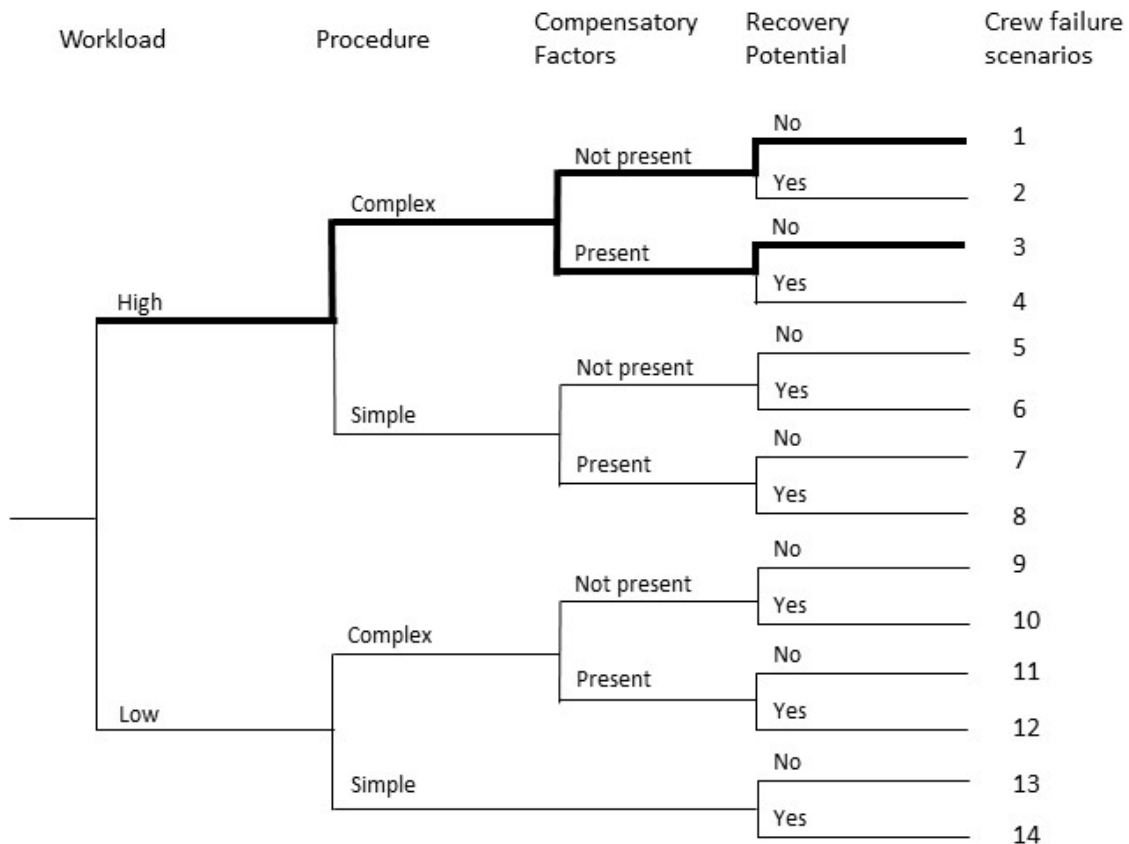 Workload
Procedure
Compensatory
Factors
Recovery
Potential
Crew failure
scenarios
No
1
Not present
Yes
2
Complex
No
3
Present
Yes
4
High
No
5
Not present
Yes
6
Simple
No
7
Present
Yes
8
No
9
Not present
Yes
10
Complex
No
11
Present
Yes
12
Low
No
13
Simple
Yes
14